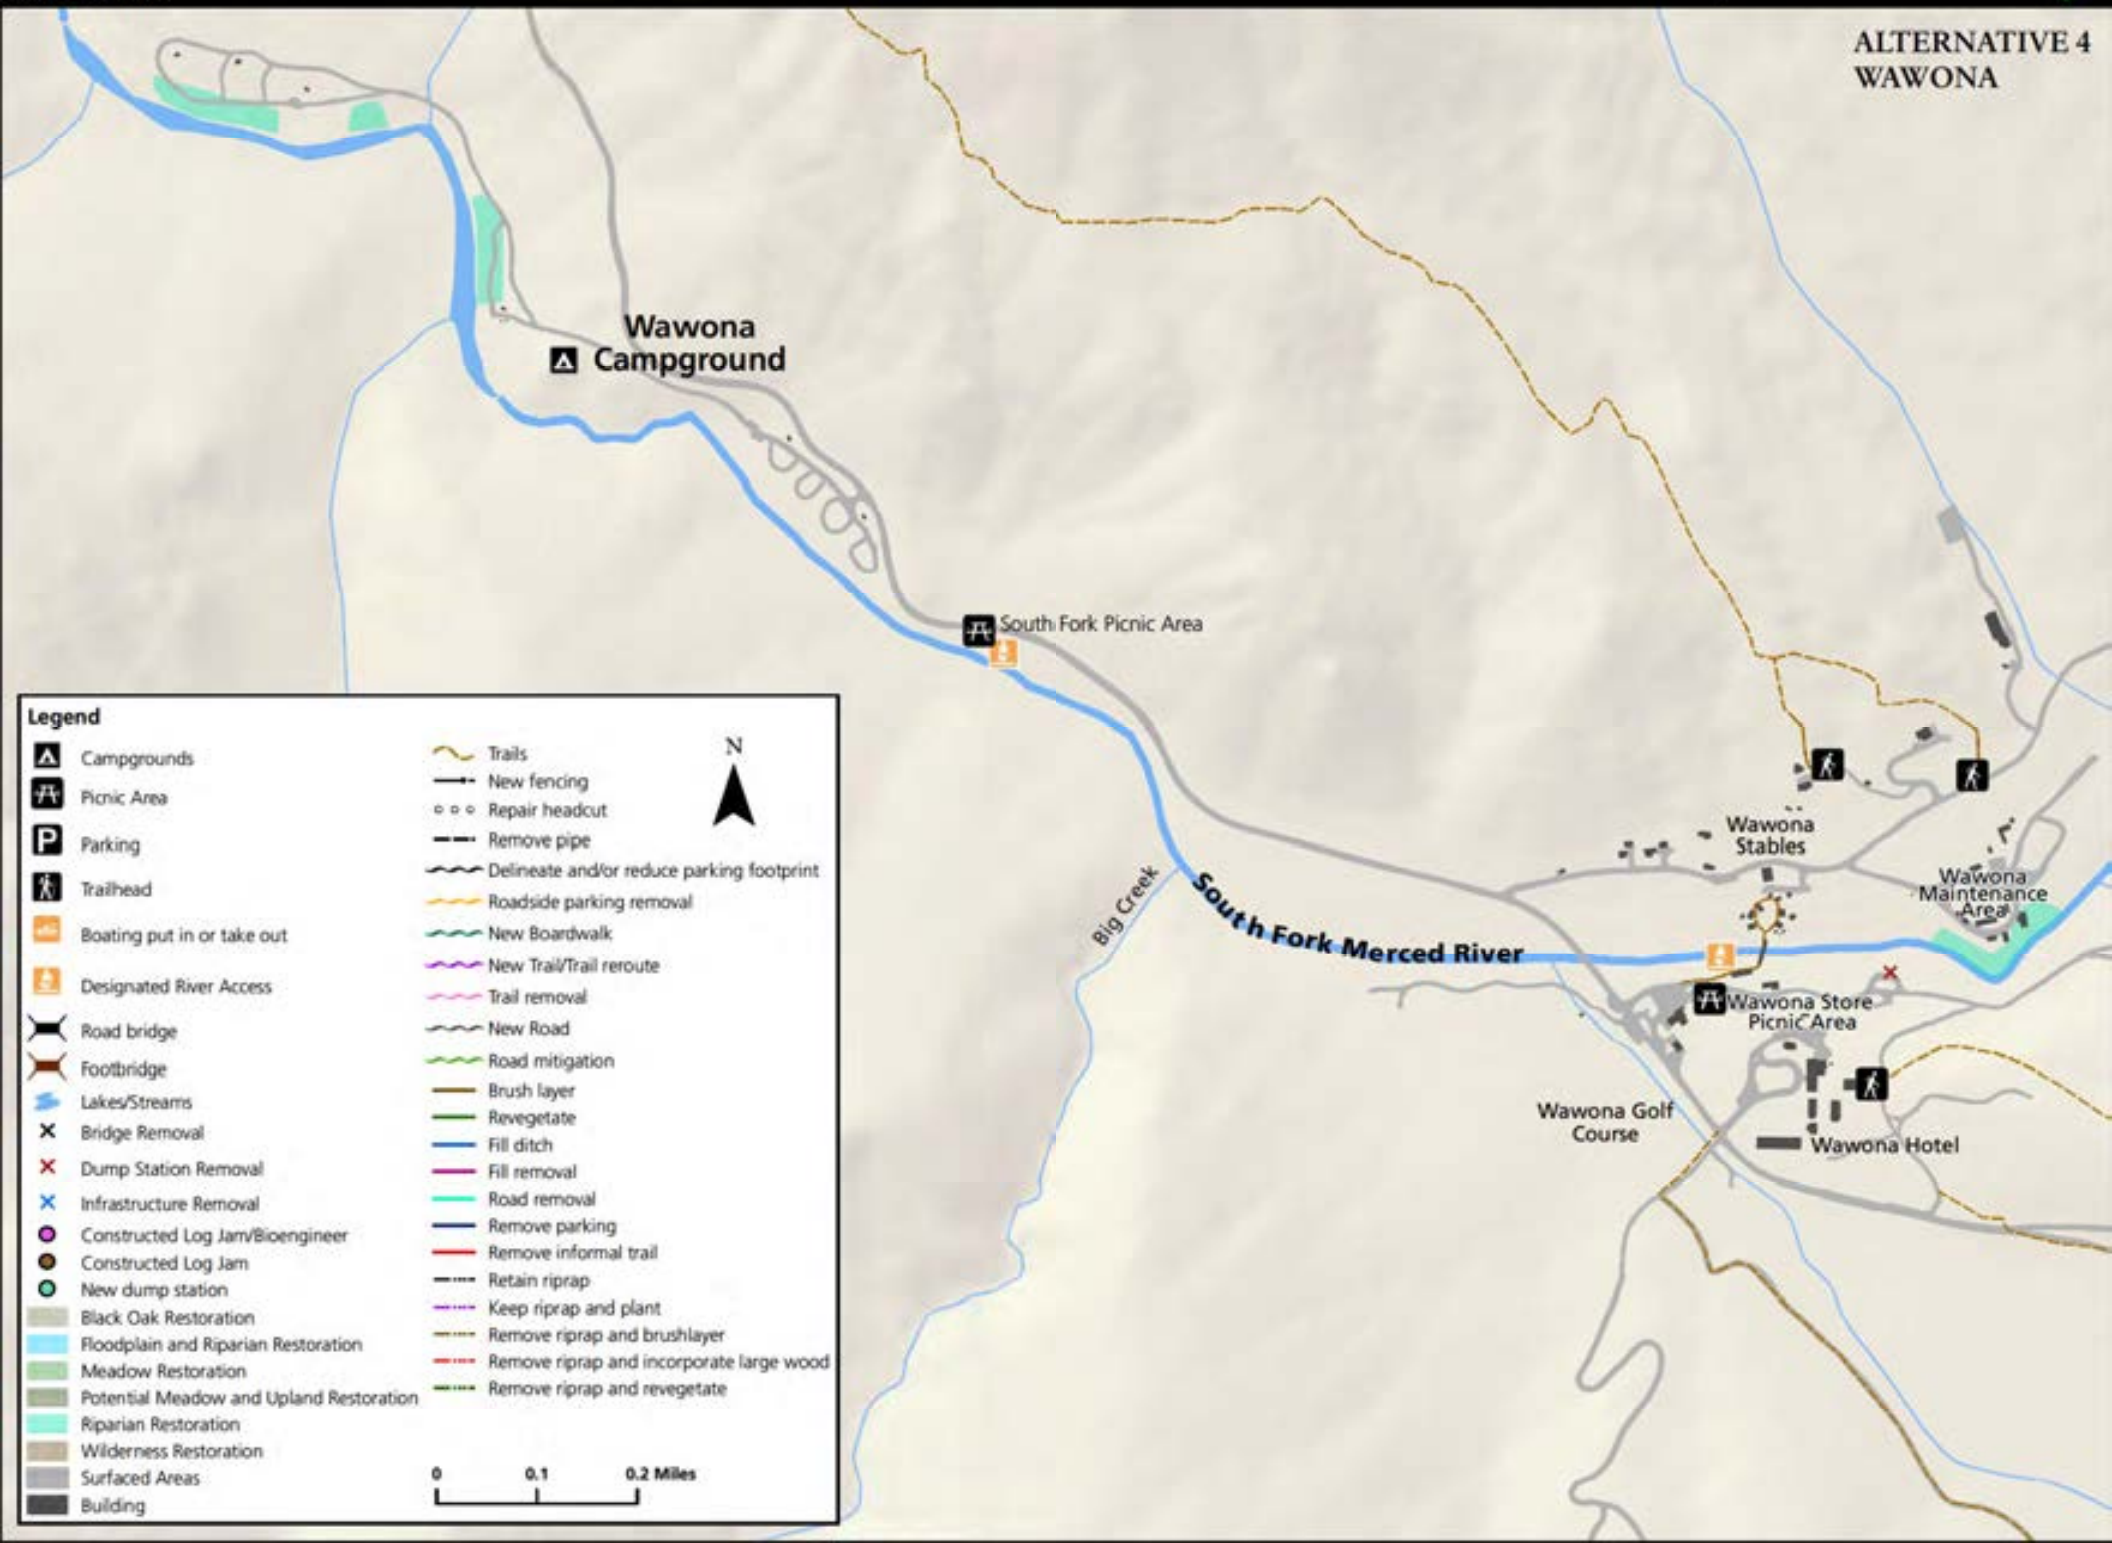 ALTERNATIVE 4
WAWONA
Wawona
Campground
South Fork Picnic Area
Wawona
Stables
Wawona
Maintenance
Area
Big Creek
South Fork Merced River
Wawona Store
Picnic Area
Wawona Golf
Course
Wawona Hotel
Legend
Campgrounds
Picnic Area
P Parking
Trailhead
Boating put in or take out
Designated River Access
Road bridge
Footbridge
Lakes/Streams
Bridge Removal
Dump Station Removal
Infrastructure Removal
Constructed Log Jam/Bioengineer
Constructed Log Jam
New dump station
Black Oak Restoration
Floodplain and Riparian Restoration
Meadow Restoration
Potential Meadow and Upland Restoration
Riparian Restoration
Wilderness Restoration
Surfaced Areas
Building
Trails
New fencing
Repair headcut
Remove pipe
Delineate and/or reduce parking footprint
Roadside parking removal
New Boardwalk
New Trail/Trail reroute
Trail removal
New Road
Road mitigation
Brush layer
Revegetate
Fill ditch
Fill removal
Road removal
Remove parking
Remove informal trail
Retain riprap
Keep riprap and plant
Remove riprap and brushlayer
Remove riprap and incorporate large wood
Remove riprap and revegetate
N
0 0.1 0.2 Miles